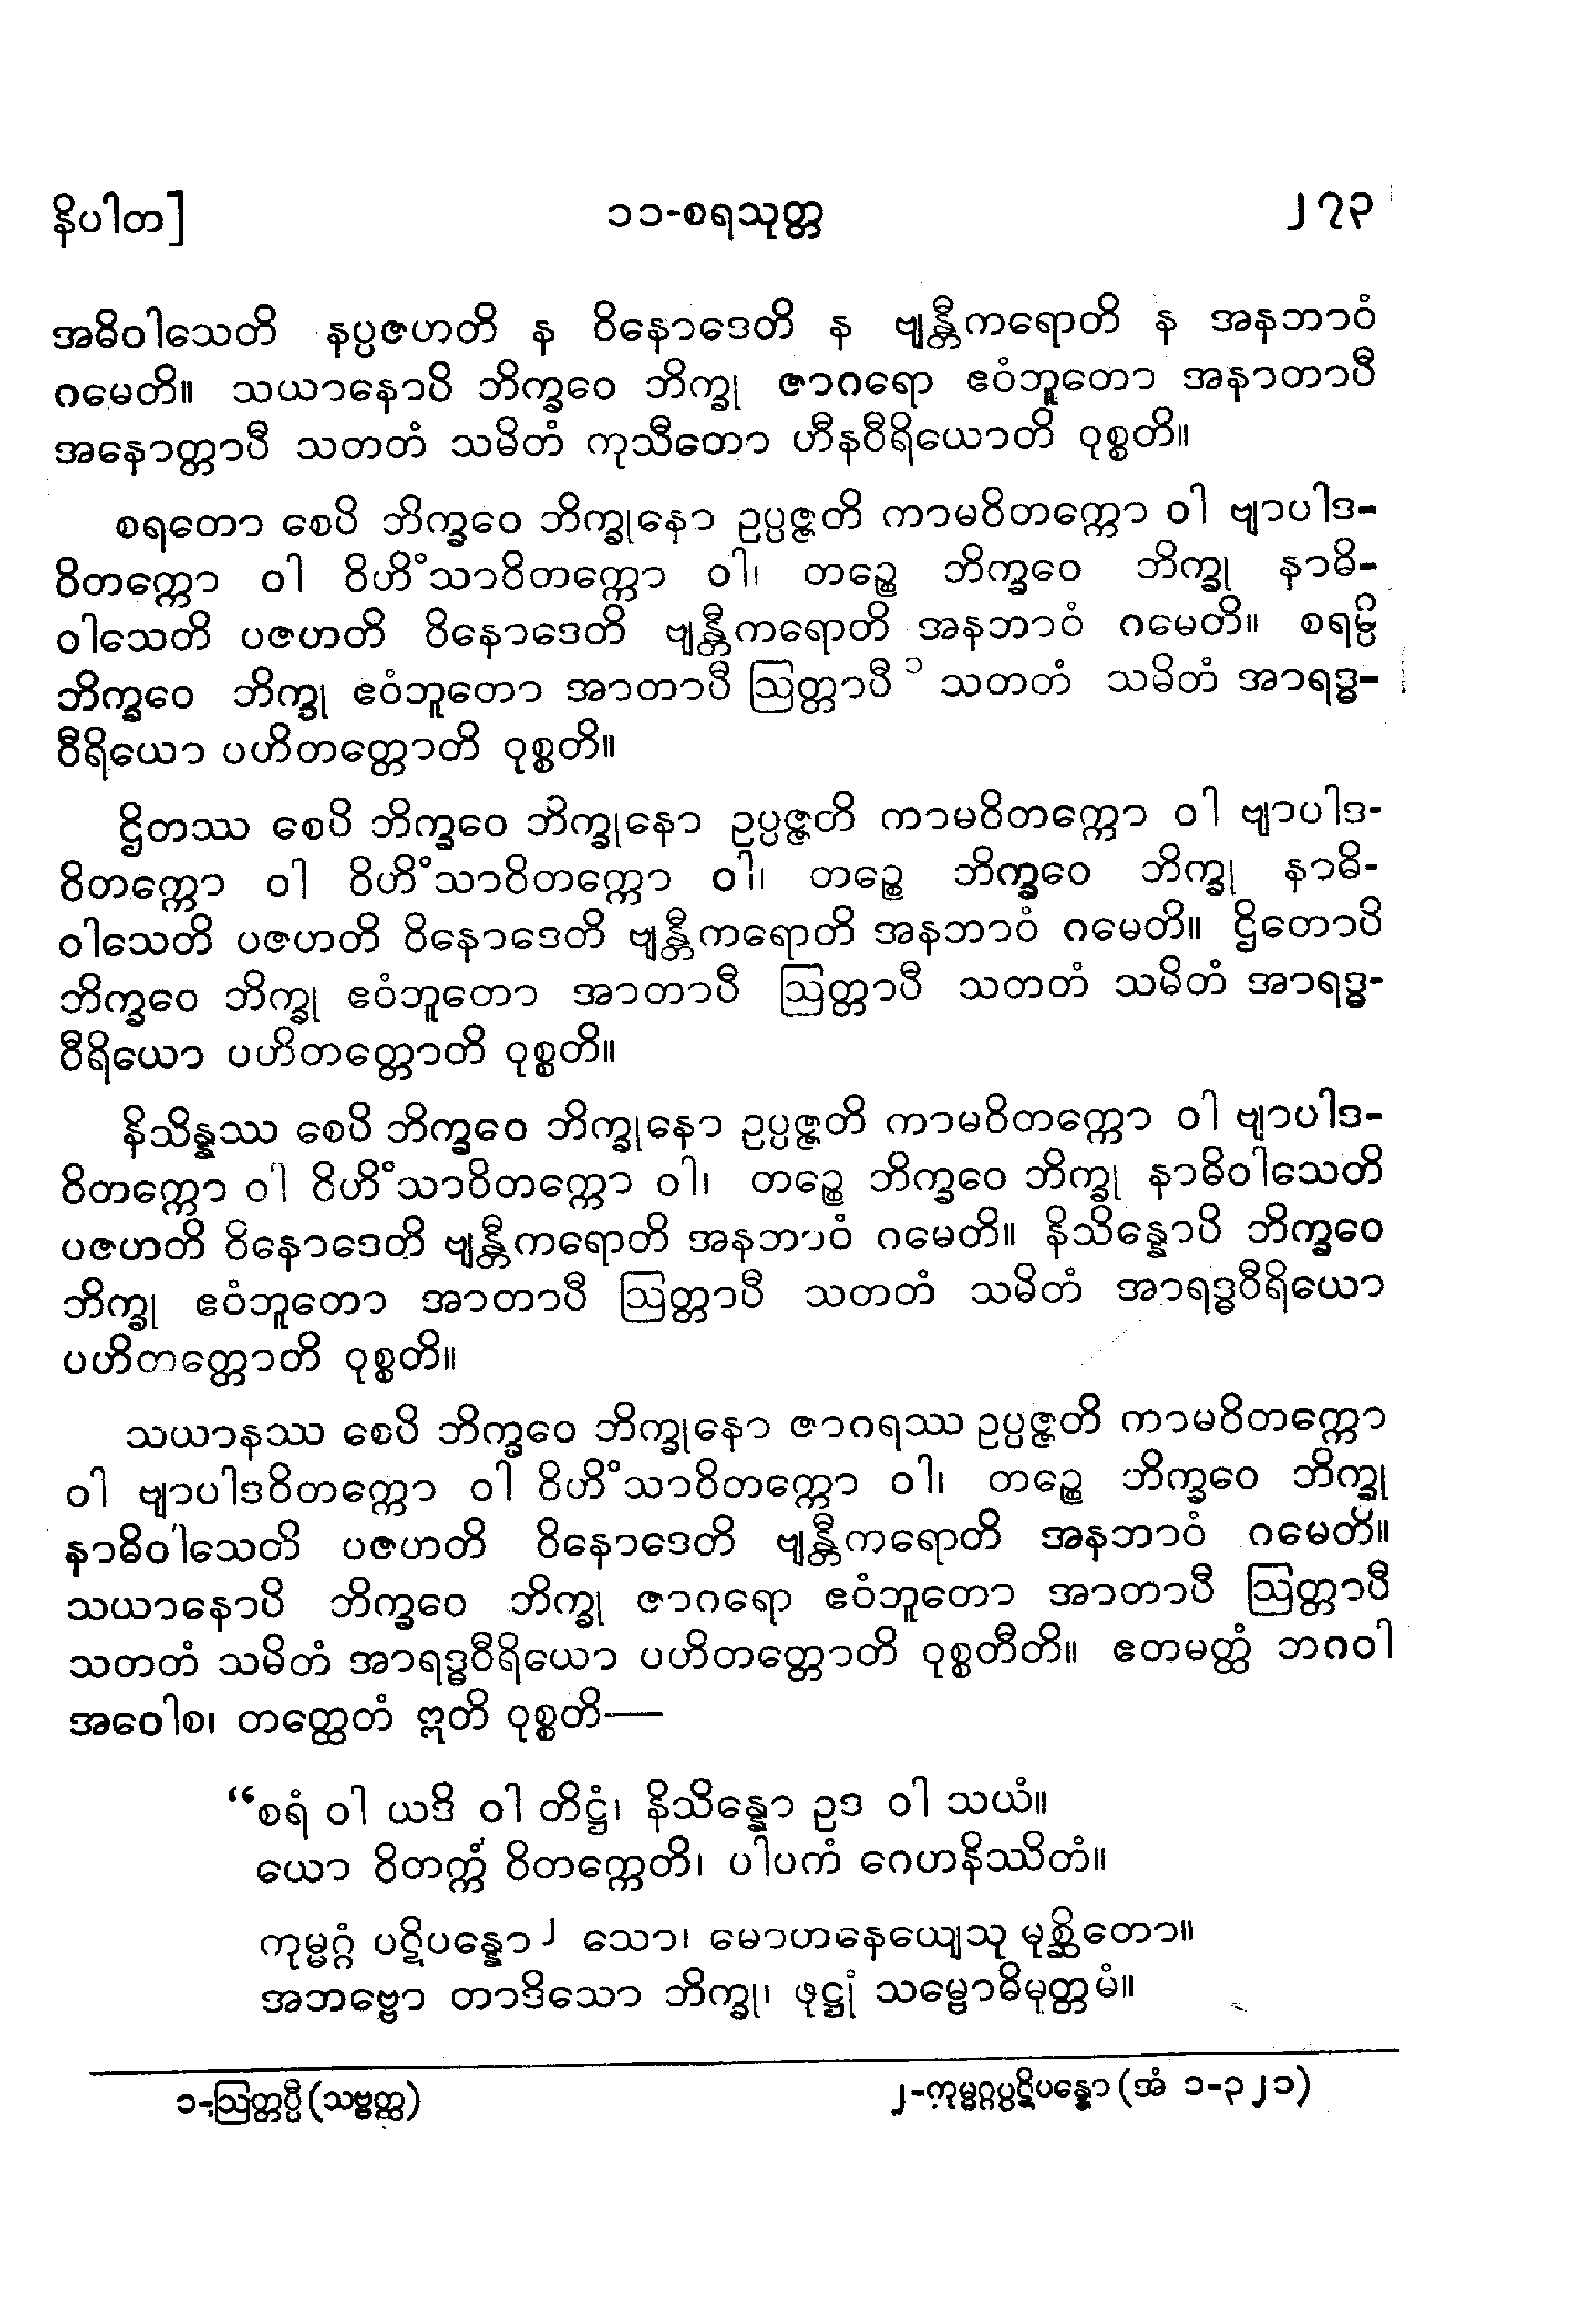 နိပါတ]	၁၁-စရသုတ္တ	၂၇၃
အဓိဝါသေတိ နပ္ပဇဟတိ န ဝိနောဒေတိ န ဗျန္တီကရောတိ န အနဘာဝံ
ဂမေတိ။ သယာနောပိ ဘိက္ခဝေ ဘိက္ခု ဇာဂရော ဧဝံဘူတော အနာတာပီ
အနောတ္တာပီ သတတံ သမိတံ ကုသီတော ဟီနဝီရိယောတိ ဝုစ္စတိ။
စရတော စေပိ ဘိက္ခဝေ ဘိက္ခုနော ဥပ္ပဇ္ဇတိ ကာမဝိတက္ကော ဝါ ဗျာပါဒ-
ဝိတက္ကော ဝါ ဝိဟိံသာဝိတက္ကော ဝါ၊ တဉ္စေ ဘိက္ခဝေ ဘိက္ခု နာဓိ-
ဝါသေတိ ပဇဟတိ ဝိနောဒေတိ ဗျန္တီကရောတိ အနဘာဝံ ဂမေတိ။ စရမ္ပိ
ဘိက္ခဝေ ဘိက္ခု ဧဝံဘူတော အာတာပီ ဩတ္တာပီ ၁ သတတံ သမိတံ အာရဒ္ဓ-
ဝီရိယော ပဟိတတ္တောတိ ဝုစ္စတိ။
ဌိတဿ စေပိ ဘိက္ခဝေ ဘိက္ခုနော ဥပ္ပဇ္ဇတိ ကာမဝိတက္ကော ဝါ ဗျာပါဒ-
ဝိတက္ကော ဝါ ဝိဟိံသာဝိတက္ကော ဝါ၊ တဉ္စေ ဘိက္ခဝေ ဘိက္ခု နာဓိ-
ဝါသေတိ ပဇဟတိ ဝိနောဒေတိ ဗျန္တီကရောတိ အနဘာဝံ ဂမေတိ။ ဌိတောပိ
ဘိက္ခဝေ ဘိက္ခု ဧဝံဘူတော အာတာပီ ဩတ္တာပီ သတတံ သမိတံ အာရဒ္ဓ-
ဝီရိယော ပဟိတတ္တောတိ ဝုစ္စတိ။
နိသိန္နဿ စေပိ ဘိက္ခဝေ ဘိက္ခုနော ဥပ္ပဇ္ဇတိ ကာမဝိတက္ကော ဝါ ဗျာပါဒ-
ဝိတက္ကော ဝါ ဝိဟိံသာဝိတက္ကော ဝါ၊ တဉ္စေ ဘိက္ခဝေ ဘိက္ခု နာဓိဝါသေတိ
ပဇဟတိ ဝိနောဒေတိ ဗျန္တီကရောတိ အနဘာဝံ ဂမေတိ။ နိသိန္နောပိ ဘိက္ခဝေ
ဘိက္ခု ဧဝံဘူတော အာတာပီ ဩတ္တာပီ သတတံ သမိတံ အာရဒ္ဓဝီရိယော
ပဟိတတ္တောတိ ဝုစ္စတိ။
သယာနဿ စေပိ ဘိက္ခဝေ ဘိက္ခုနော ဇာဂရဿ ဥပ္ပဇ္ဇတိ ကာမဝိတက္ကော
ဝါ ဗျာပါဒဝိတက္ကော ဝါ ဝိဟိံသာဝိတက္ကော ဝါ၊ တဉ္စေ ဘိက္ခဝေ ဘိက္ခု
နာဓိဝါသေတိ ပဇဟတိ ဝိနောဒေတိ ဗျန္တီကရောတိ အနဘာဝံ ဂမေတိ။
သယာနောပိ ဘိက္ခဝေ ဘိက္ခု ဇာဂရော ဧဝံဘူတော အာတာပီ ဩတ္တာပီ
သတတံ သမိတံ အာရဒ္ဓဝီရိယော ပဟိတတ္တောတိ ဝုစ္စတီတိ။ ဧတမတ္ထံ ဘဂဝါ
အဝေါစ၊ တတ္ထေတံ ဣတိ ဝုစ္စတိ—
“စရံ ဝါ ယဒိ ဝါ တိဋ္ဌံ၊ နိသိန္နော ဥဒ ဝါ သယံ။
ယော ဝိတက္ကံ ဝိတက္ကေတိ၊ ပါပကံ ဂေဟနိဿိတံ။
ကုမ္မဂ္ဂံ ပဋိပန္နော ၂ သော၊ မောဟနေယျေသု မုစ္ဆိတော။
အဘဗ္ဗော တာဒိသော ဘိက္ခု၊ ဖုဋ္ဌုံ သမ္ဗောဓိမုတ္တမံ။
၁-ဩတ္တပ္ပီ (သဗ္ဗတ္ထ)	၂-ကုမ္မဂ္ဂပ္ပဋိပန္နော (အံ ၁-၃၂၁)